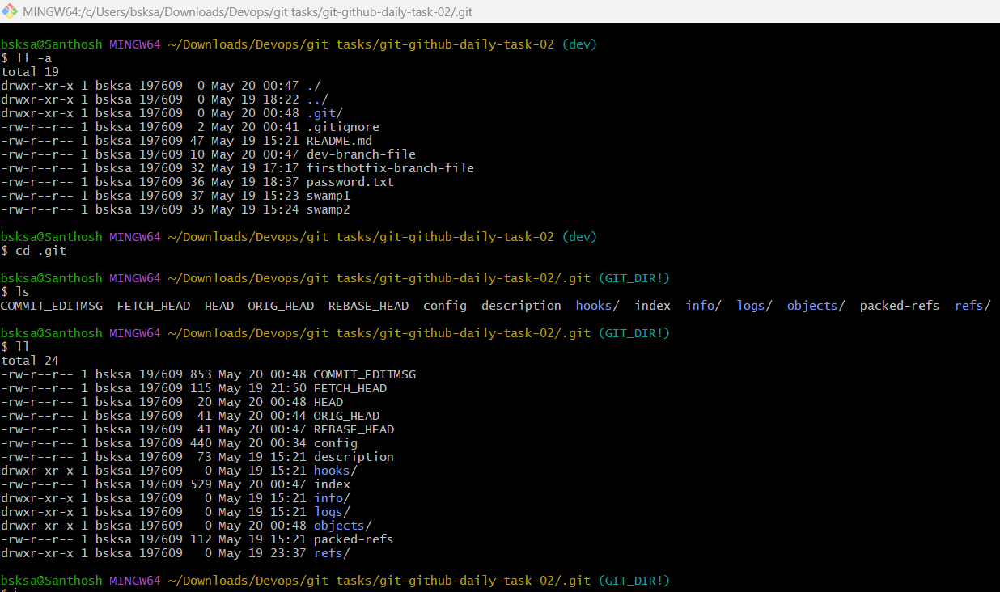 MINGW64:/c/Users/bsksa/Downloads/Devops/git tasks/git-github-daily-task-02/.git
bsksa@Santhosh MINGW64 ~/Downloads/Devops/git tasks/git-github-daily-task-02 (dev)
$ ll -a
total 19
drwxr-xr-x 1 bsksa 197609  0 May 20 00:47 ./
drwxr-xr-x 1 bsksa 197609  0 May 19 18:22 ../
drwxr-xr-x 1 bsksa 197609  0 May 20 00:48 .git/
-rw-r--r-- 1 bsksa 197609  2 May 20 00:41 .gitignore
-rw-r--r-- 1 bsksa 197609 47 May 19 15:21 README.md
-rw-r--r-- 1 bsksa 197609 10 May 20 00:47 dev-branch-file
-rw-r--r-- 1 bsksa 197609 32 May 19 17:17 firsthotfix-branch-file
-rw-r--r-- 1 bsksa 197609 36 May 19 18:37 password.txt
-rw-r--r-- 1 bsksa 197609 37 May 19 15:23 swamp1
-rw-r--r-- 1 bsksa 197609 35 May 19 15:24 swamp2
bsksa@Santhosh MINGW64 ~/Downloads/Devops/git tasks/git-github-daily-task-02 (dev)
$ cd .git
bsksa@Santhosh MINGW64 ~/Downloads/Devops/git tasks/git-github-daily-task-02/.git (GIT_DIR!)
$ ls
COMMIT_EDITMSG  FETCH_HEAD  HEAD  ORIG_HEAD  REBASE_HEAD  config  description  hooks/  index  info/  logs/  objects/  packed-refs  refs/
bsksa@Santhosh MINGW64 ~/Downloads/Devops/git tasks/git-github-daily-task-02/.git (GIT_DIR!)
$ ll
total 24
-rw-r--r-- 1 bsksa 197609 853 May 20 00:48 COMMIT_EDITMSG
-rw-r--r-- 1 bsksa 197609 115 May 19 21:50 FETCH_HEAD
-rw-r--r-- 1 bsksa 197609  20 May 20 00:48 HEAD
-rw-r--r-- 1 bsksa 197609  41 May 20 00:44 ORIG_HEAD
-rw-r--r-- 1 bsksa 197609  41 May 20 00:47 REBASE_HEAD
-rw-r--r-- 1 bsksa 197609 440 May 20 00:34 config
-rw-r--r-- 1 bsksa 197609  73 May 19 15:21 description
drwxr-xr-x 1 bsksa 197609   0 May 19 15:21 hooks/
-rw-r--r-- 1 bsksa 197609 529 May 20 00:47 index
drwxr-xr-x 1 bsksa 197609   0 May 19 15:21 info/
drwxr-xr-x 1 bsksa 197609   0 May 19 15:21 logs/
drwxr-xr-x 1 bsksa 197609   0 May 20 00:48 objects/
-rw-r--r-- 1 bsksa 197609 112 May 19 15:21 packed-refs
drwxr-xr-x 1 bsksa 197609   0 May 19 23:37 refs/
bsksa@Santhosh MINGW64 ~/Downloads/Devops/git tasks/git-github-daily-task-02/.git (GIT_DIR!)
$